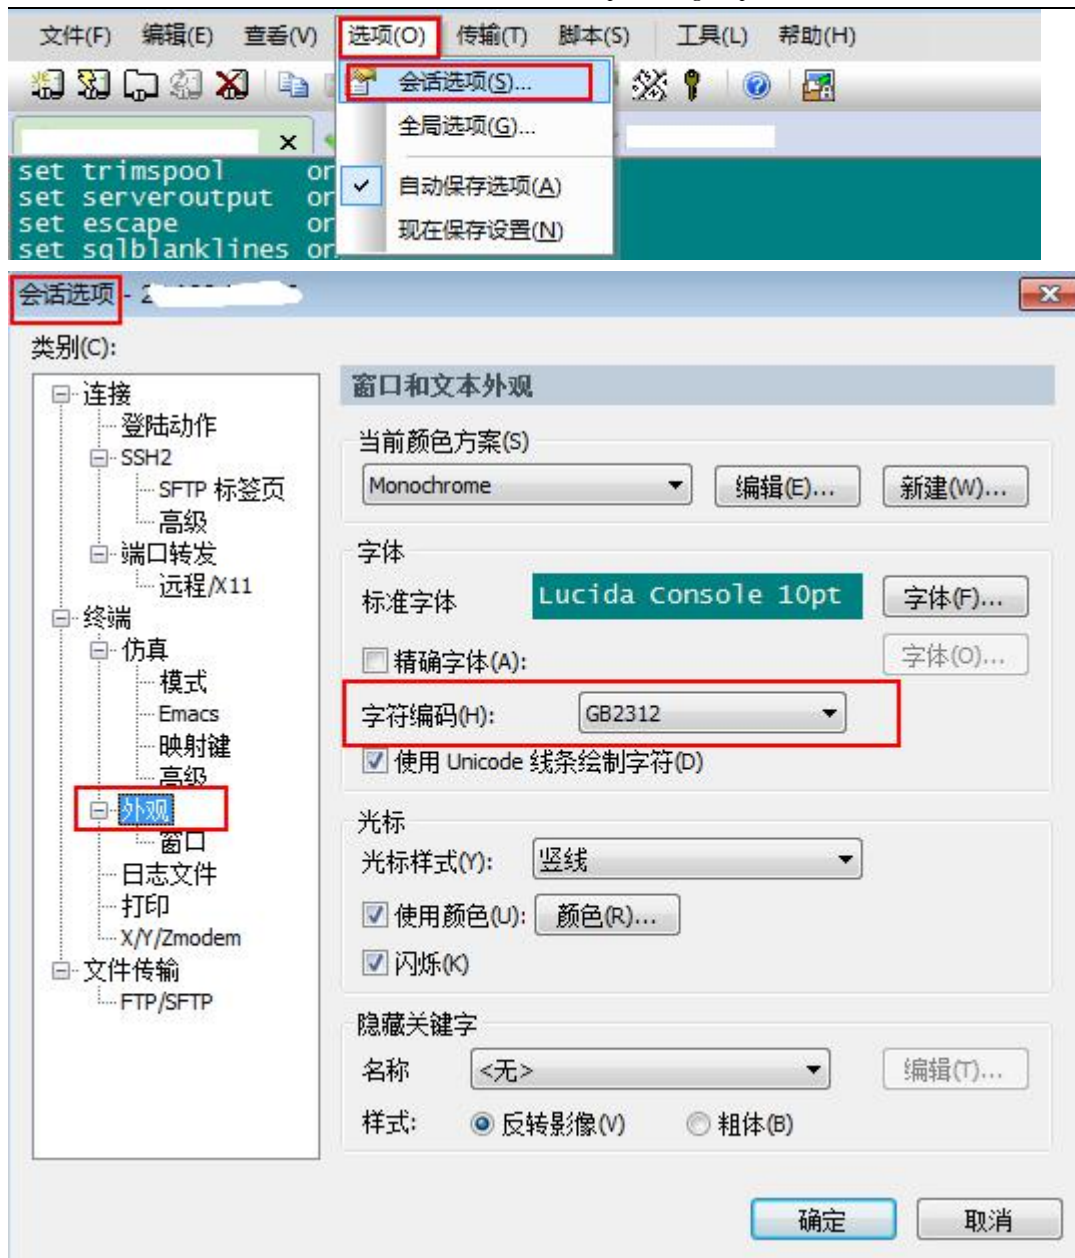 文件(F) 编辑(E) 查看(V) 选项(O) 传输(T) 脚本(S) 工具(L) 帮助(H)
会话选项(S)...
全局选项(G)...
自动保存选项(A)
现在保存设置(N)
set trimspool
set serveroutput
set escape
set sqlblanklines
会话选项 - 2
类别(C):
连接
登陆动作
SSH2
SFTP 标签页
高级
端口转发
远程/X11
终端
仿真
模式
Emacs
映射键
高级
外观
窗口
日志文件
打印
X/Y/Zmodem
文件传输
FTP/SFTP
窗口和文本外观
当前颜色方案(S)
Monochrome 编辑(E)... 新建(W)...
字体
标准字体 Lucida Console 10pt 字体(F)...
精确字体(A): 字体(O)...
字符编码(H): GB2312
使用 Unicode 线条绘制字符(D)
光标
光标样式(Y): 竖线
使用颜色(U): 颜色(R)...
闪烁(K)
隐藏关键字
名称 <无> 编辑(T)...
样式: 反转影像(V) 粗体(B)
确定 取消